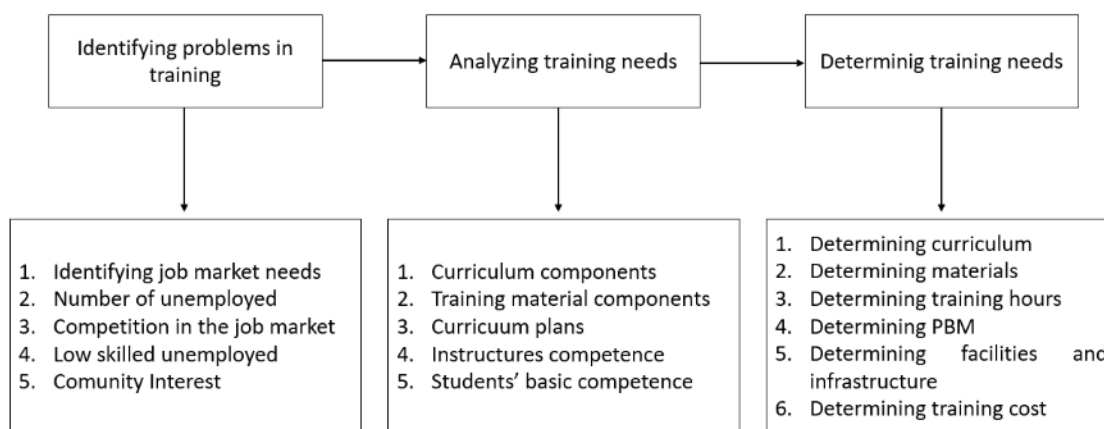 Identifying problems in
training
Analyzing training needs
Determinig training needs
1. Identifying job market needs
2. Number of unemployed
3. Competition in the job market
4. Low skilled unemployed
5. Comunity Interest
1. Curriculum components
2. Training material components
3. Curricuum plans
4. Instructures competence
5. Students’ basic competence
1. Determining curriculum
2. Determining materials
3. Determining training hours
4. Determining PBM
5. Determining facilities and
infrastructure
6. Determining training cost